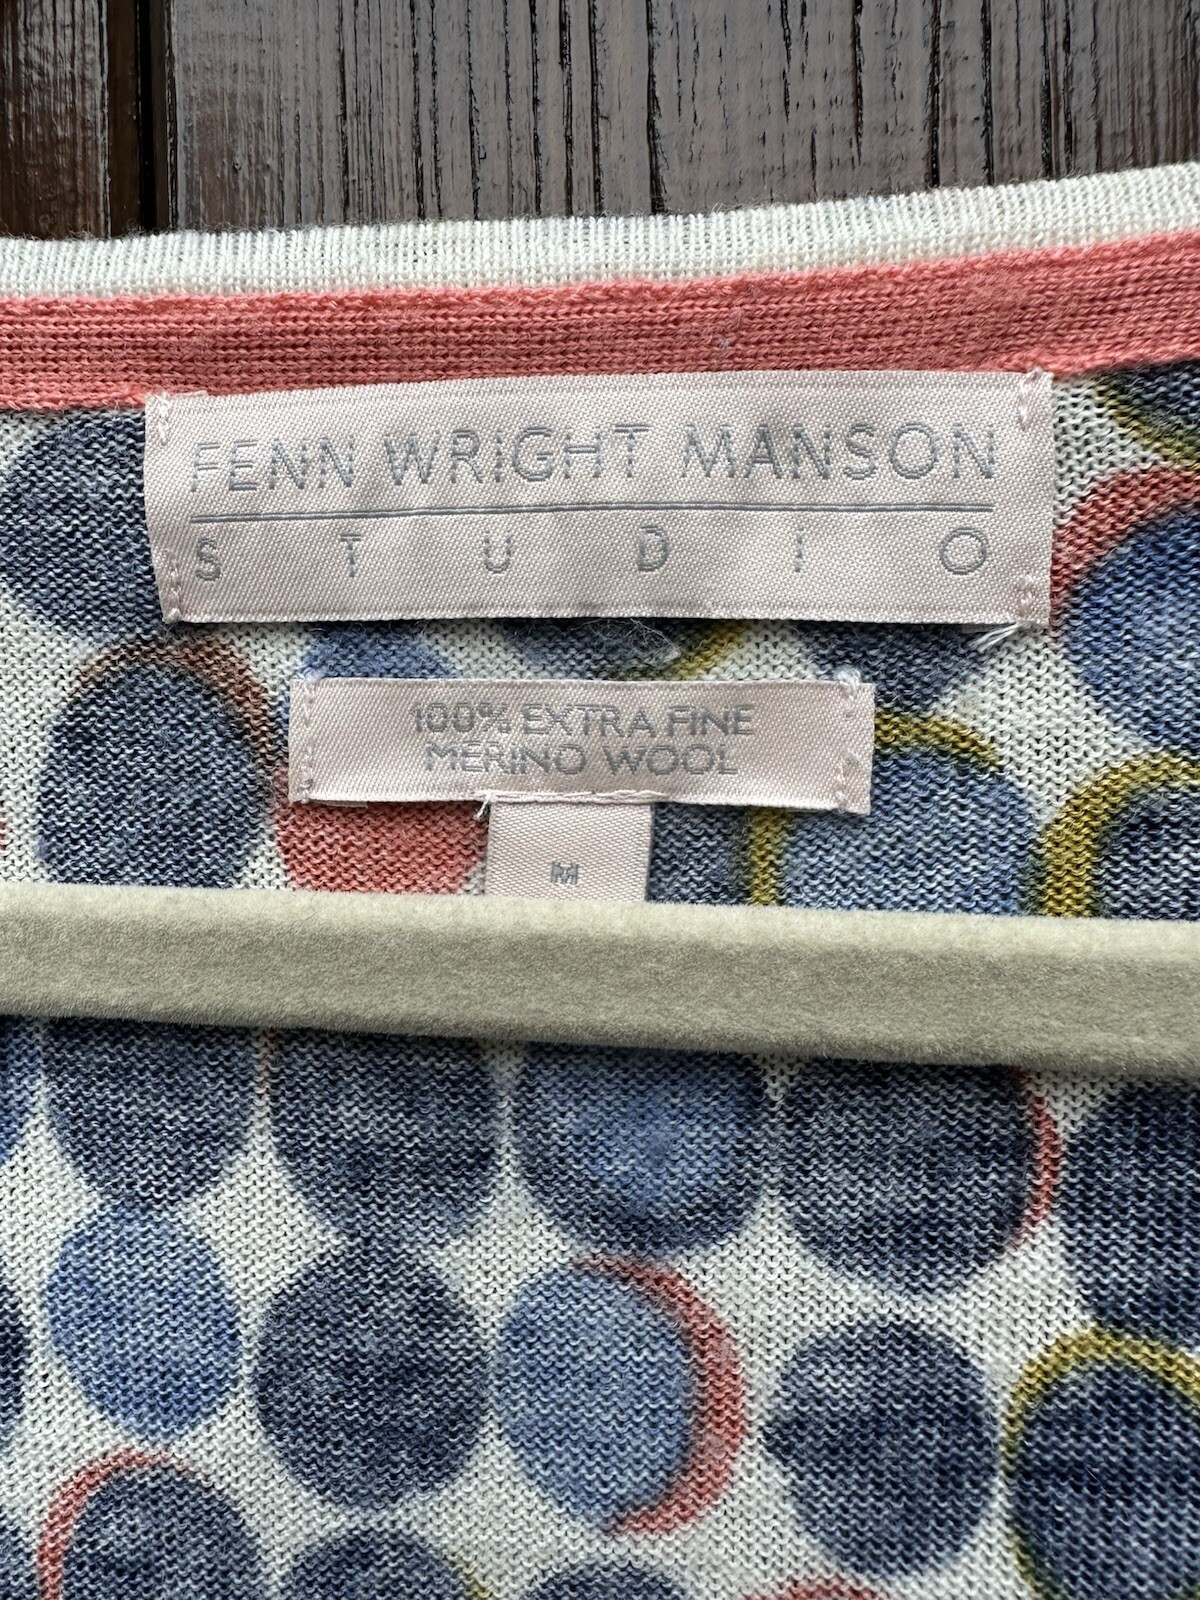 FENN WRIGHT MANSON
STUDIO
100% EXTRA FINE
MERINO WOOL
M